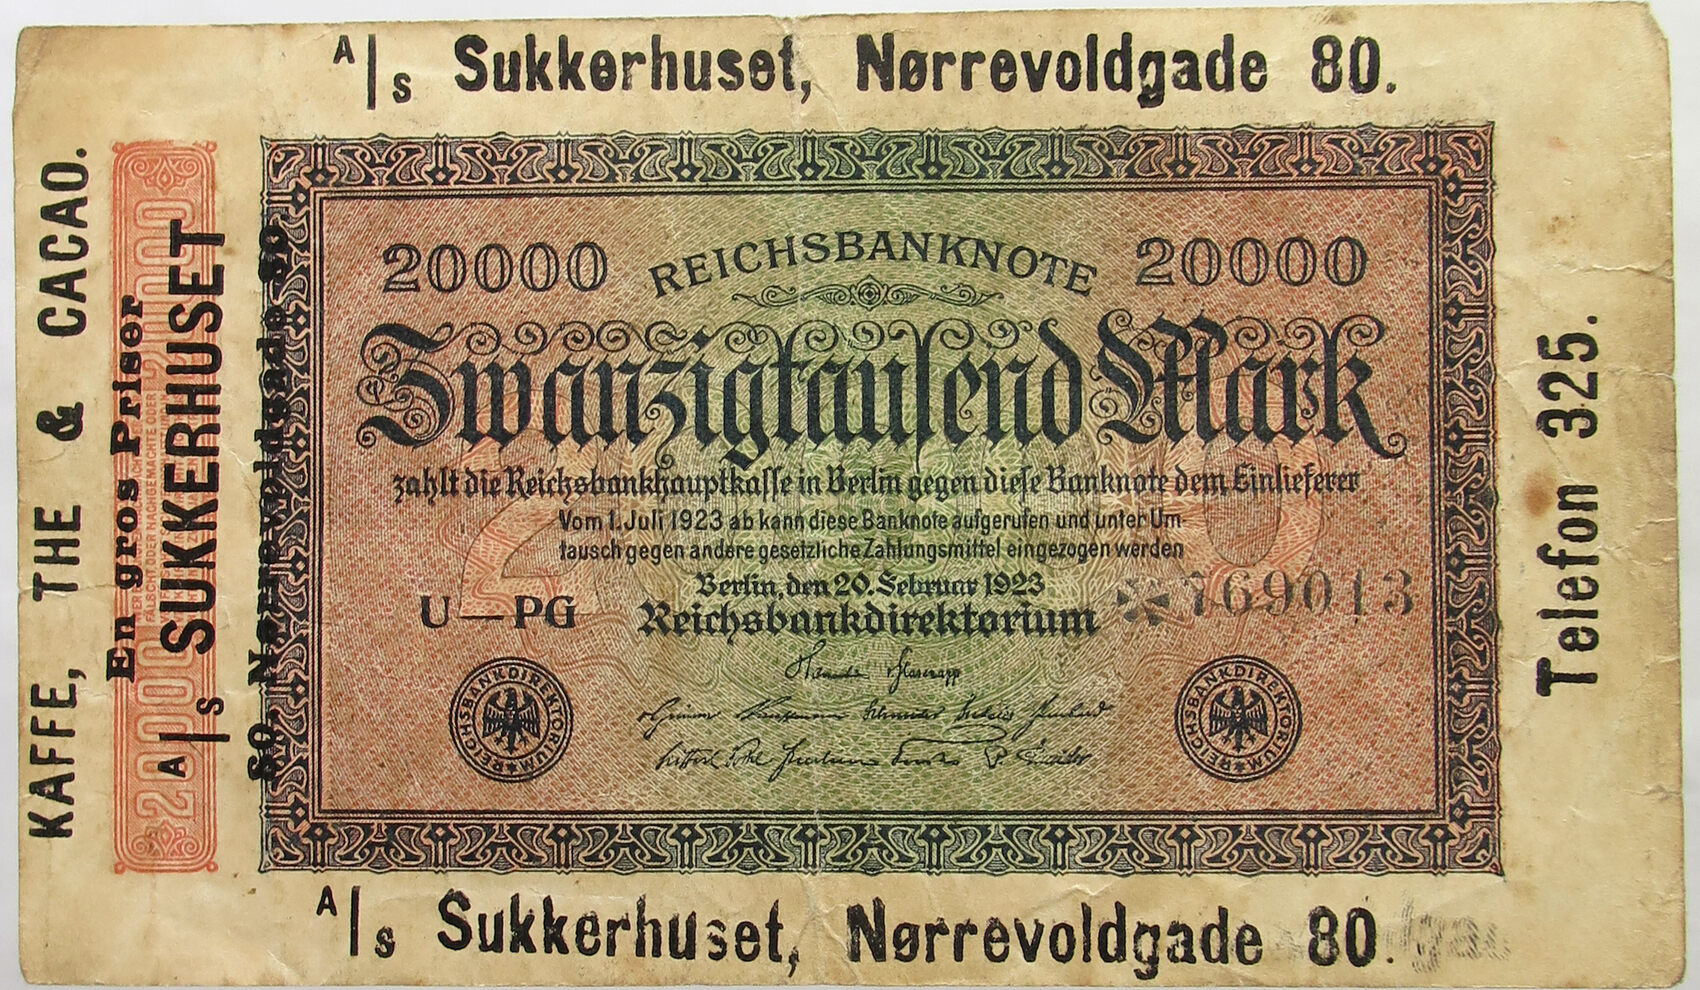 A/s Sukkerhuset, Nørrevoldgade 80.
KAFFE, THE & CACAO.
En gros Priser
A/s SUKKERHUSET
80. Nørrevoldgade 80
20000 REICHSBANKNOTE 20000
Zwanzigtausend Mark
zahlt die Reichsbankhauptkasse in Berlin gegen diese Banknote dem Einlieferer
Vom 1. Juli 1923 ab kann diese Banknote aufgerufen und unter Um
tausch gegen andere gesetzliche Zahlungsmittel eingezogen werden
Berlin, den 20. Februar 1923
Reichsbankdirektorium
U—PG
769013
REICHSBANKDIREKTORIUM
REICHSBANKDIREKTORIUM
Telefon 325.
A/s Sukkerhuset, Nørrevoldgade 80.